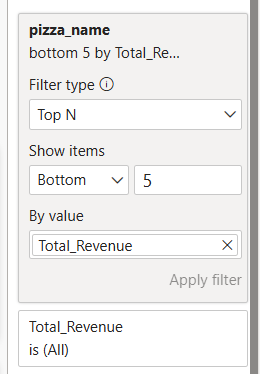 pizza_name
bottom 5 by Total_Re...
Filter type
Top N
Show items
Bottom 5
By value
Total_Revenue
Apply filter
Total_Revenue
is (All)